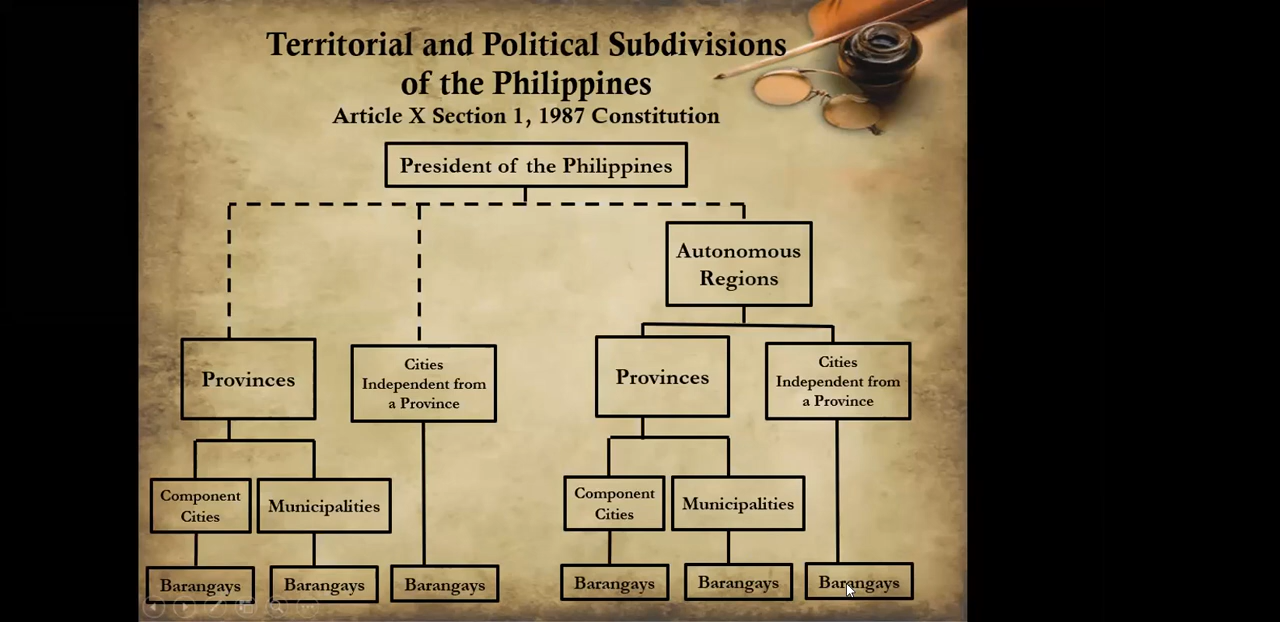 Territorial and Political Subdivisions
of the Philippines
Article X Section 1, 1987 Constitution
President of the Philippines
Autonomous
Regions
Provinces
Cities
Independent from
a Province
Provinces
Cities
Independent from
a Province
Component
Cities
Municipalities
Component
Cities
Municipalities
Barangays
Barangays
Barangays
Barangays
Barangays
Barangays